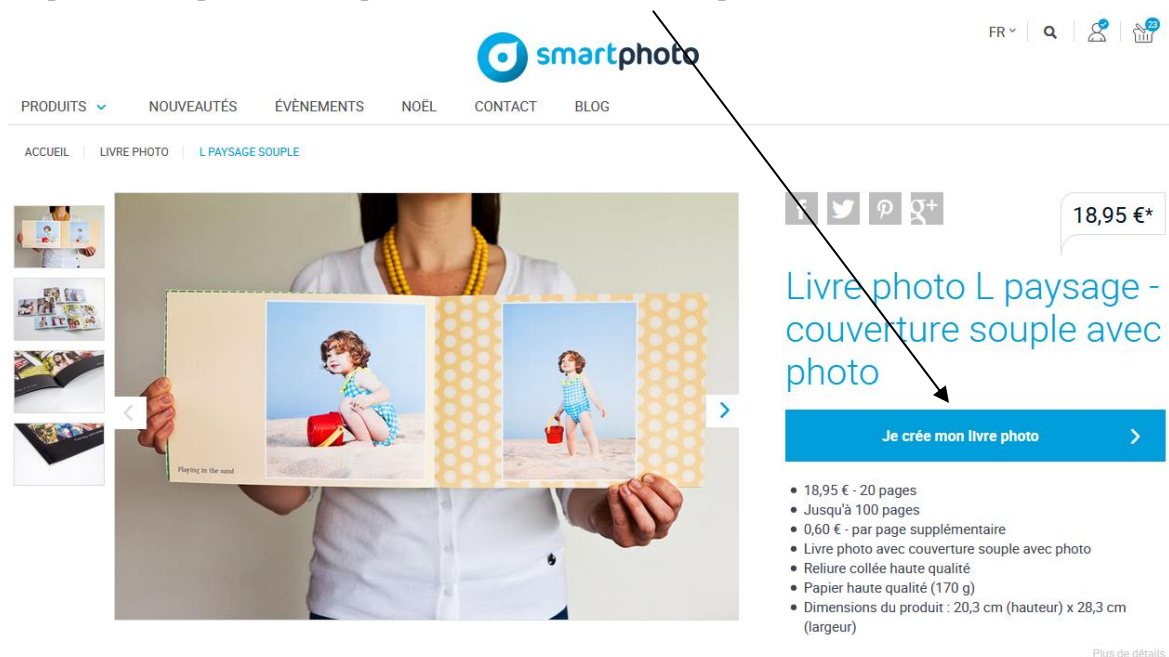 FR
23
smartphoto
PRODUITS NOUVEAUTÉS ÉVÈNEMENTS NOËL CONTACT BLOG
ACCUEIL LIVRE PHOTO L PAYSAGE SOUPLE
18,95 €*
Livre photo L paysage -
couverture souple avec
photo
Je crée mon livre photo
Playing in the sand
• 18,95 € - 20 pages
• Jusqu'à 100 pages
• 0,60 € - par page supplémentaire
• Livre photo avec couverture souple avec photo
• Reliure collée haute qualité
• Papier haute qualité (170 g)
• Dimensions du produit : 20,3 cm (hauteur) x 28,3 cm
(largeur)
Plus de détails